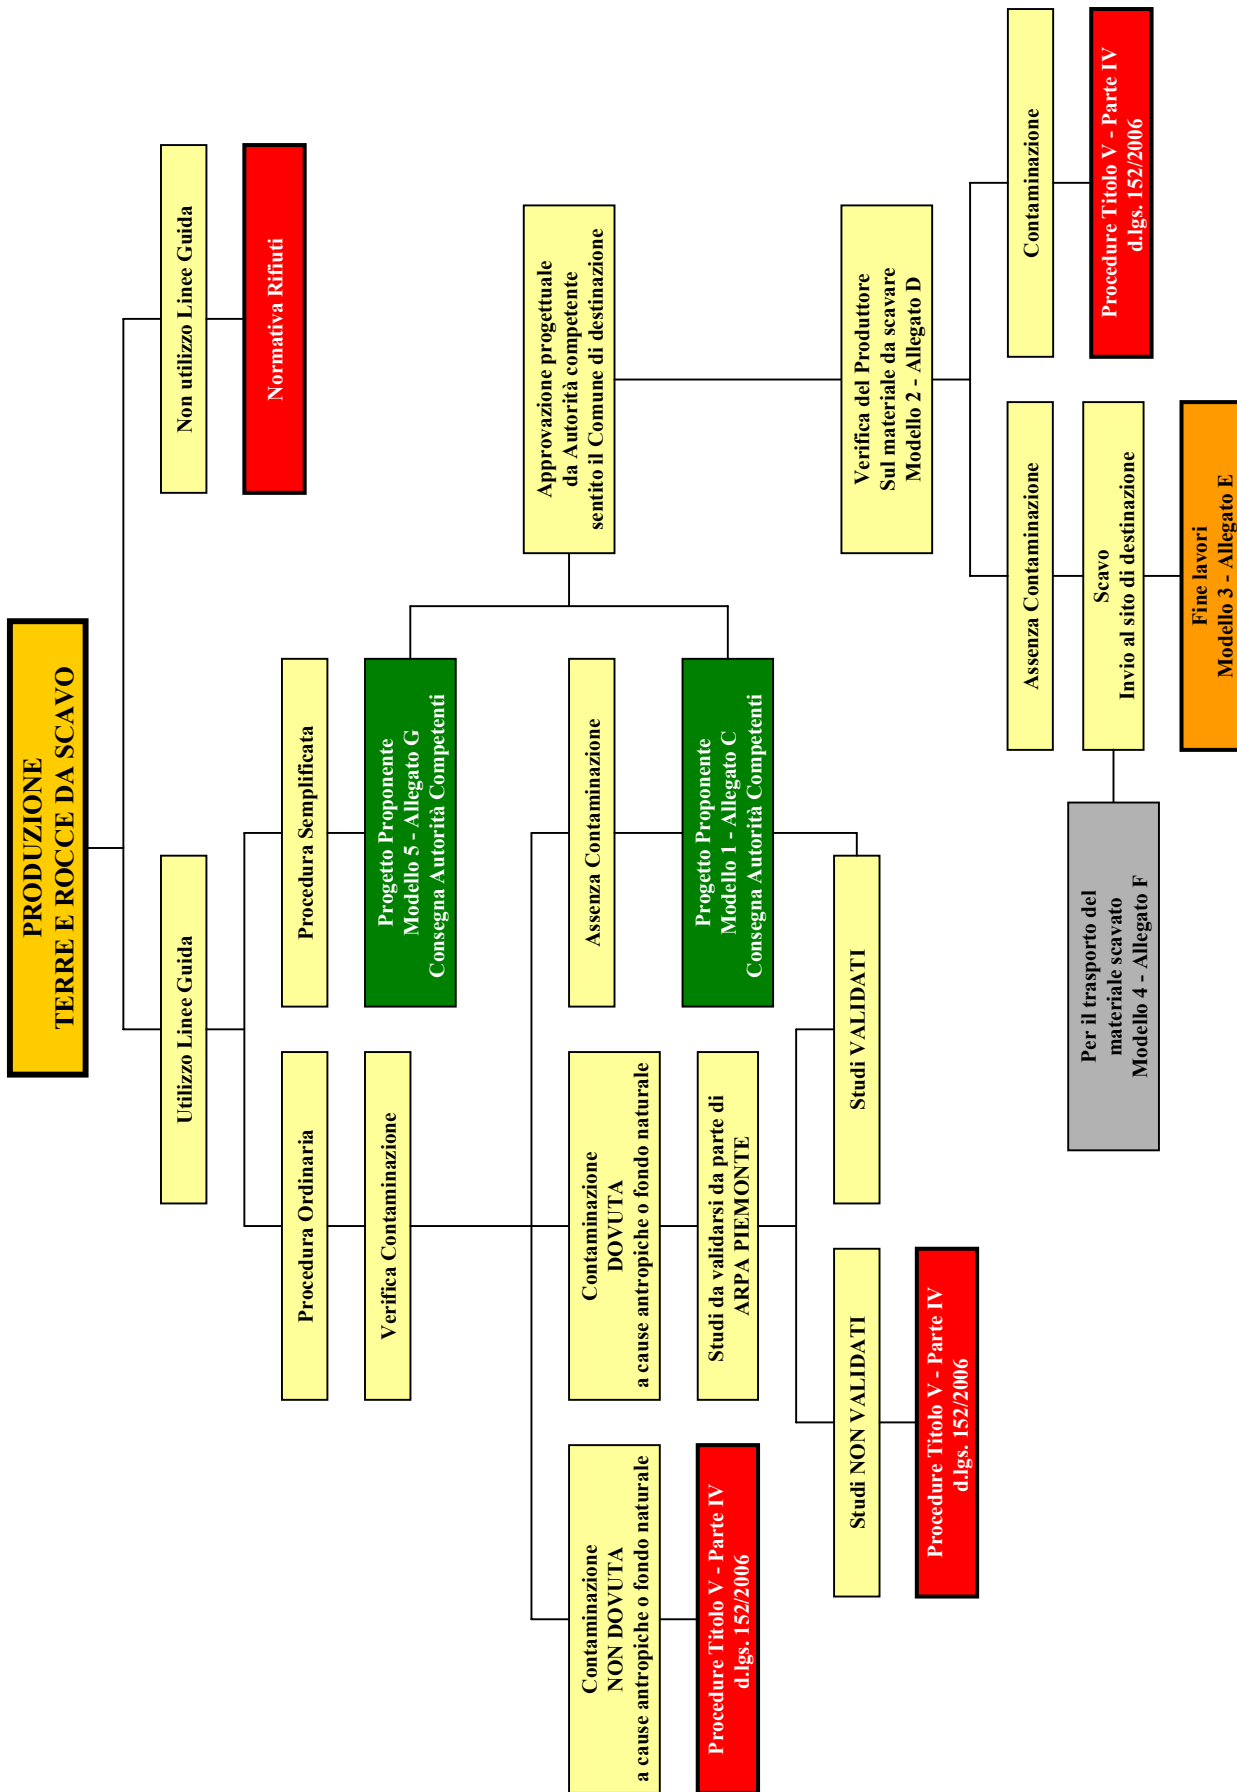 PRODUZIONE
TERRE E ROCCE DA SCAVO
Utilizzo Linee Guida
Non utilizzo Linee Guida
Normativa Rifiuti
Procedura Ordinaria
Procedura Semplificata
Verifica Contaminazione
Progetto Proponente
Modello 5 - Allegato G
Consegna Autorità Competenti
Approvazione progettuale
da Autorità competente
sentito il Comune di destinazione
Contaminazione
NON DOVUTA
a cause antropiche o fondo naturale
Contaminazione
DOVUTA
a cause antropiche o fondo naturale
Assenza Contaminazione
Procedure Titolo V - Parte IV
d.lgs. 152/2006
Studi da validarsi da parte di
ARPA PIEMONTE
Progetto Proponente
Modello 1 - Allegato C
Consegna Autorità Competenti
Studi NON VALIDATI
Studi VALIDATI
Procedure Titolo V - Parte IV
d.lgs. 152/2006
Verifica del Produttore
Sul materiale da scavare
Modello 2 - Allegato D
Assenza Contaminazione
Contaminazione
Per il trasporto del
materiale scavato
Modello 4 - Allegato F
Scavo
Invio al sito di destinazione
Procedure Titolo V - Parte IV
d.lgs. 152/2006
Fine lavori
Modello 3 - Allegato E